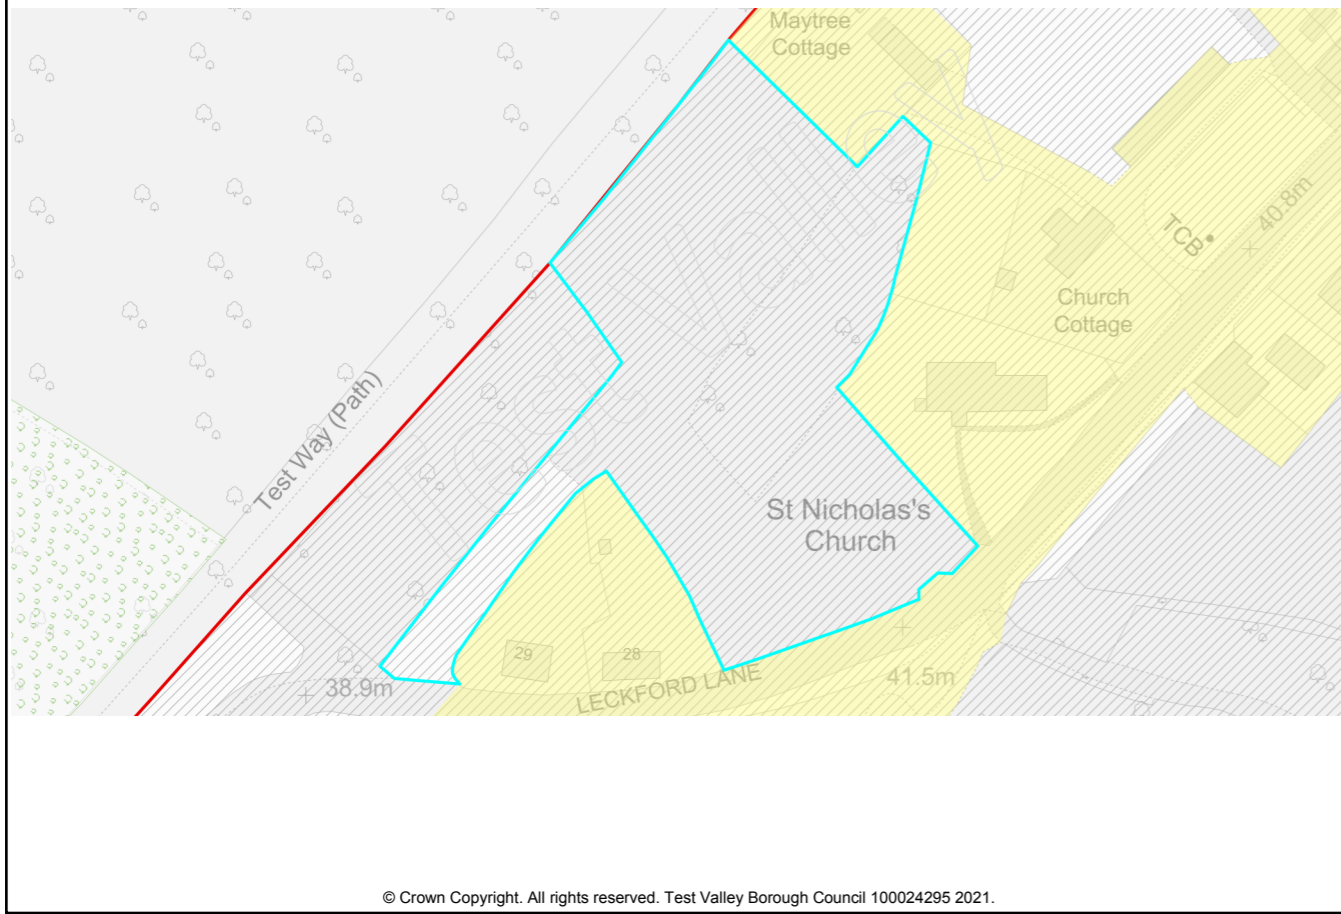 Maytree
Cottage
TCB
40.8m
Church
Cottage
Test Way (Path)
St Nicholas's
Church
29
28
LECKFORD LANE
38.9m
41.5m
© Crown Copyright. All rights reserved. Test Valley Borough Council 100024295 2021.